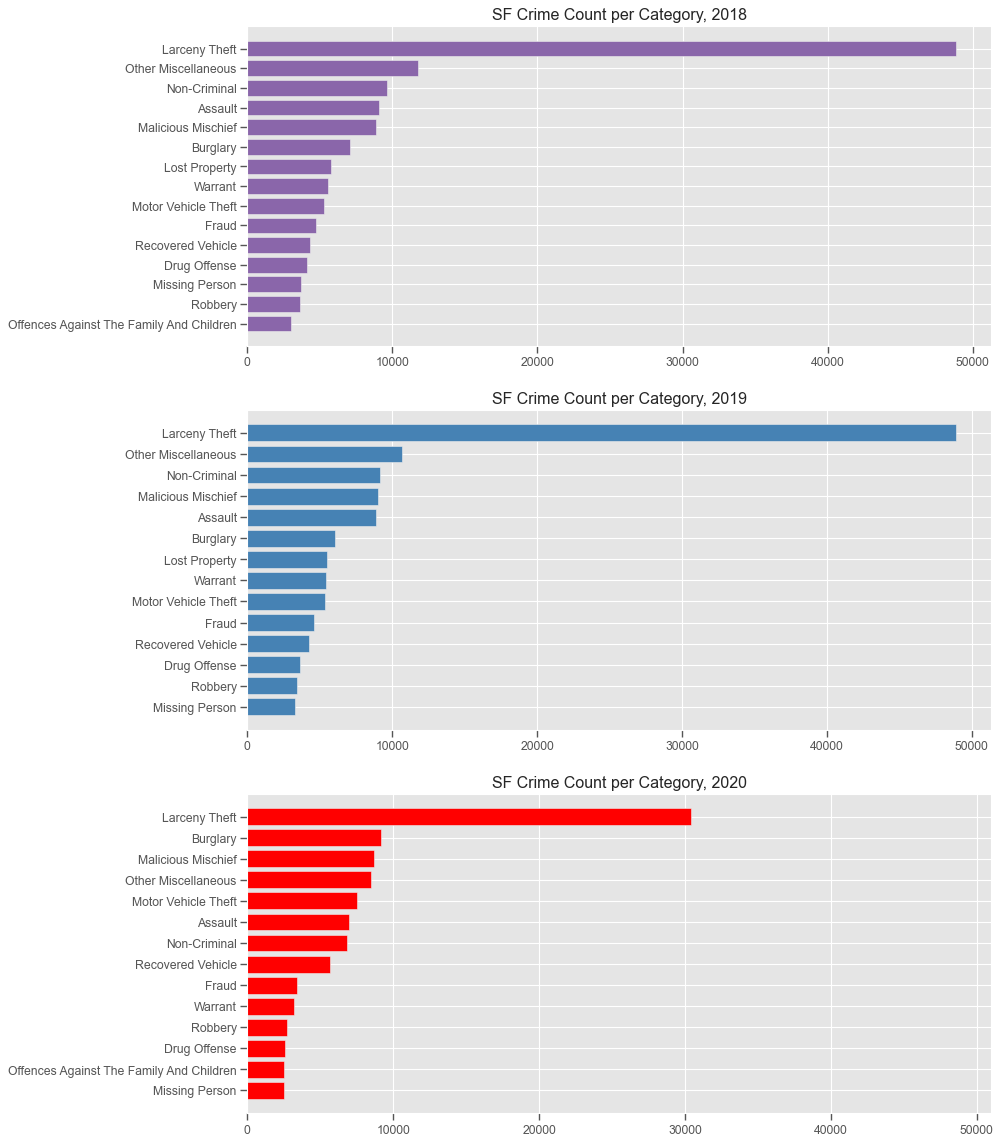 SF Crime Count per Category, 2018
Larceny Theft
Other Miscellaneous
Non-Criminal
Assault
Malicious Mischief
Burglary
Lost Property
Warrant
Motor Vehicle Theft
Fraud
Recovered Vehicle
Drug Offense
Missing Person
Robbery
Offences Against The Family And Children
0 10000 20000 30000 40000 50000
SF Crime Count per Category, 2019
Larceny Theft
Other Miscellaneous
Non-Criminal
Malicious Mischief
Assault
Burglary
Lost Property
Warrant
Motor Vehicle Theft
Fraud
Recovered Vehicle
Drug Offense
Robbery
Missing Person
0 10000 20000 30000 40000 50000
SF Crime Count per Category, 2020
Larceny Theft
Burglary
Malicious Mischief
Other Miscellaneous
Motor Vehicle Theft
Assault
Non-Criminal
Recovered Vehicle
Fraud
Warrant
Robbery
Drug Offense
Offences Against The Family And Children
Missing Person
0 10000 20000 30000 40000 50000